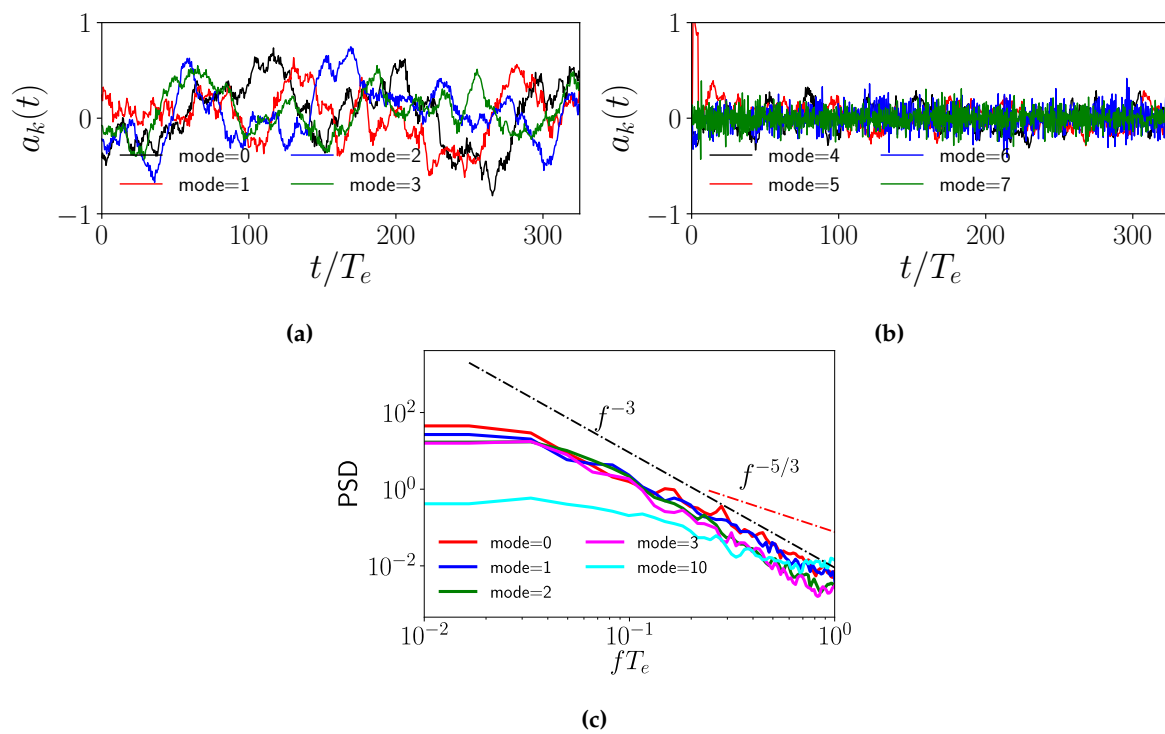 1
0
−1
a_k(t)
0 100 200 300
t/T_e
mode=0 mode=2
mode=1 mode=3
(a)
1
0
−1
a_k(t)
0 100 200 300
t/T_e
mode=4 mode=6
mode=5 mode=7
(b)
PSD
10^2
10^0
10^{-2}
f^{-3}
f^{-5/3}
mode=0 mode=3
mode=1 mode=10
mode=2
10^{-2} 10^{-1} 10^0
fT_e
(c)